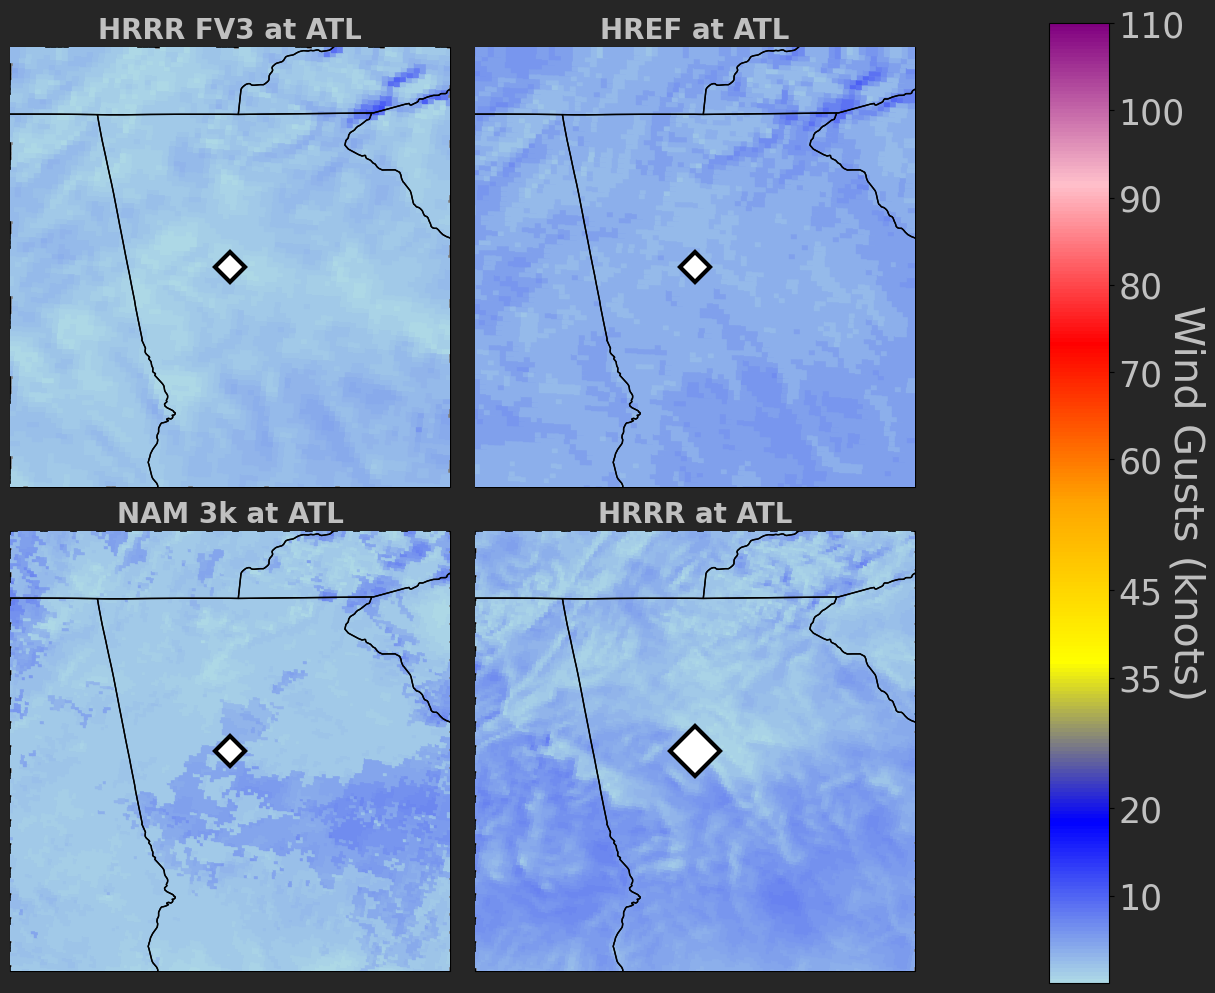 HRRR FV3 at ATL
HREF at ATL
NAM 3k at ATL
HRRR at ATL
110
100
90
80
70
60
45
35
20
10
Wind Gusts (knots)